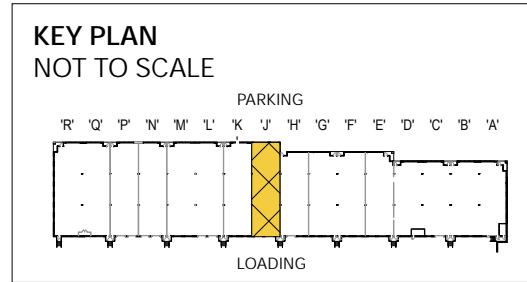 KEY PLAN
NOT TO SCALE
PARKING
'R' 'Q' 'P' 'N' 'M' 'L' 'K 'J' 'H' 'G' 'F' 'E' 'D' 'C' 'B' 'A'
LOADING